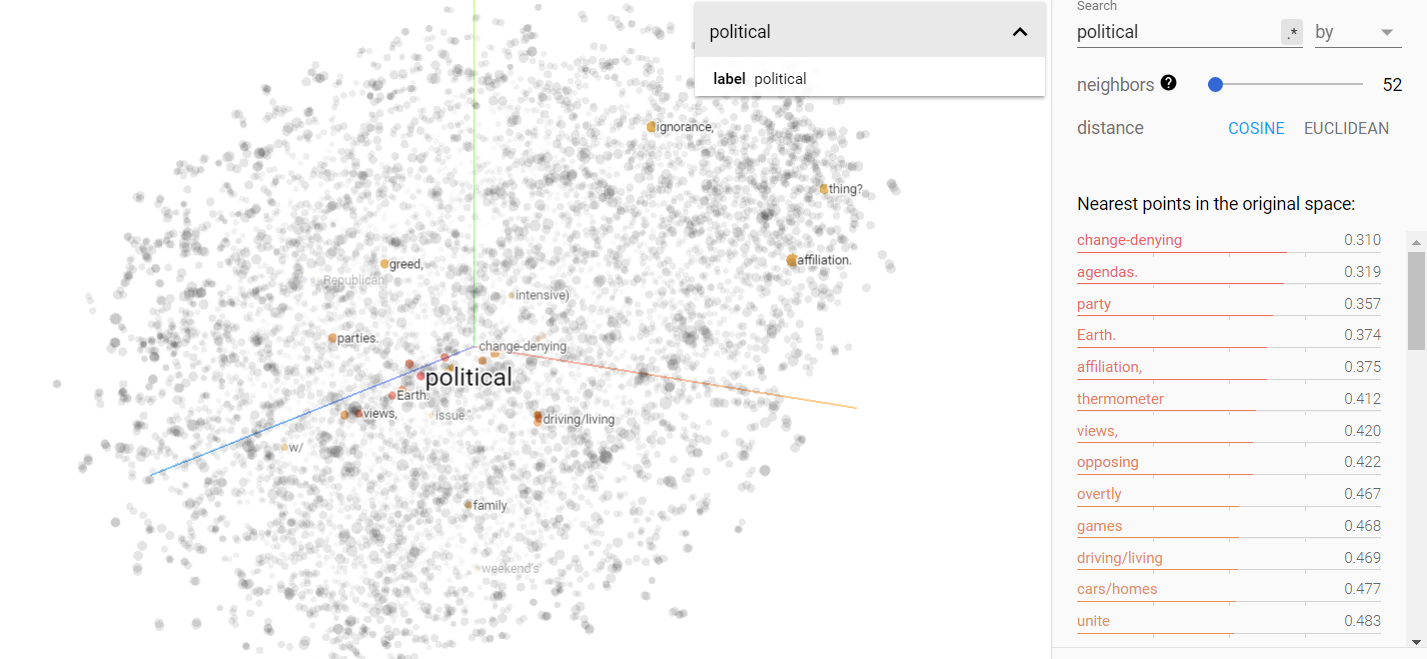 political
label political
ignorance,
thing?
affiliation.
greed,
Republican
intensive)
parties.
change-denying
political
Earth.
views,
issue
driving/living
w/
family
weekend's
Search
political .* by
neighbors ? 52
distance COSINE EUCLIDEAN
Nearest points in the original space:
change-denying 0.310
agendas. 0.319
party 0.357
Earth. 0.374
affiliation, 0.375
thermometer 0.412
views, 0.420
opposing 0.422
overtly 0.467
games 0.468
driving/living 0.469
cars/homes 0.477
unite 0.483